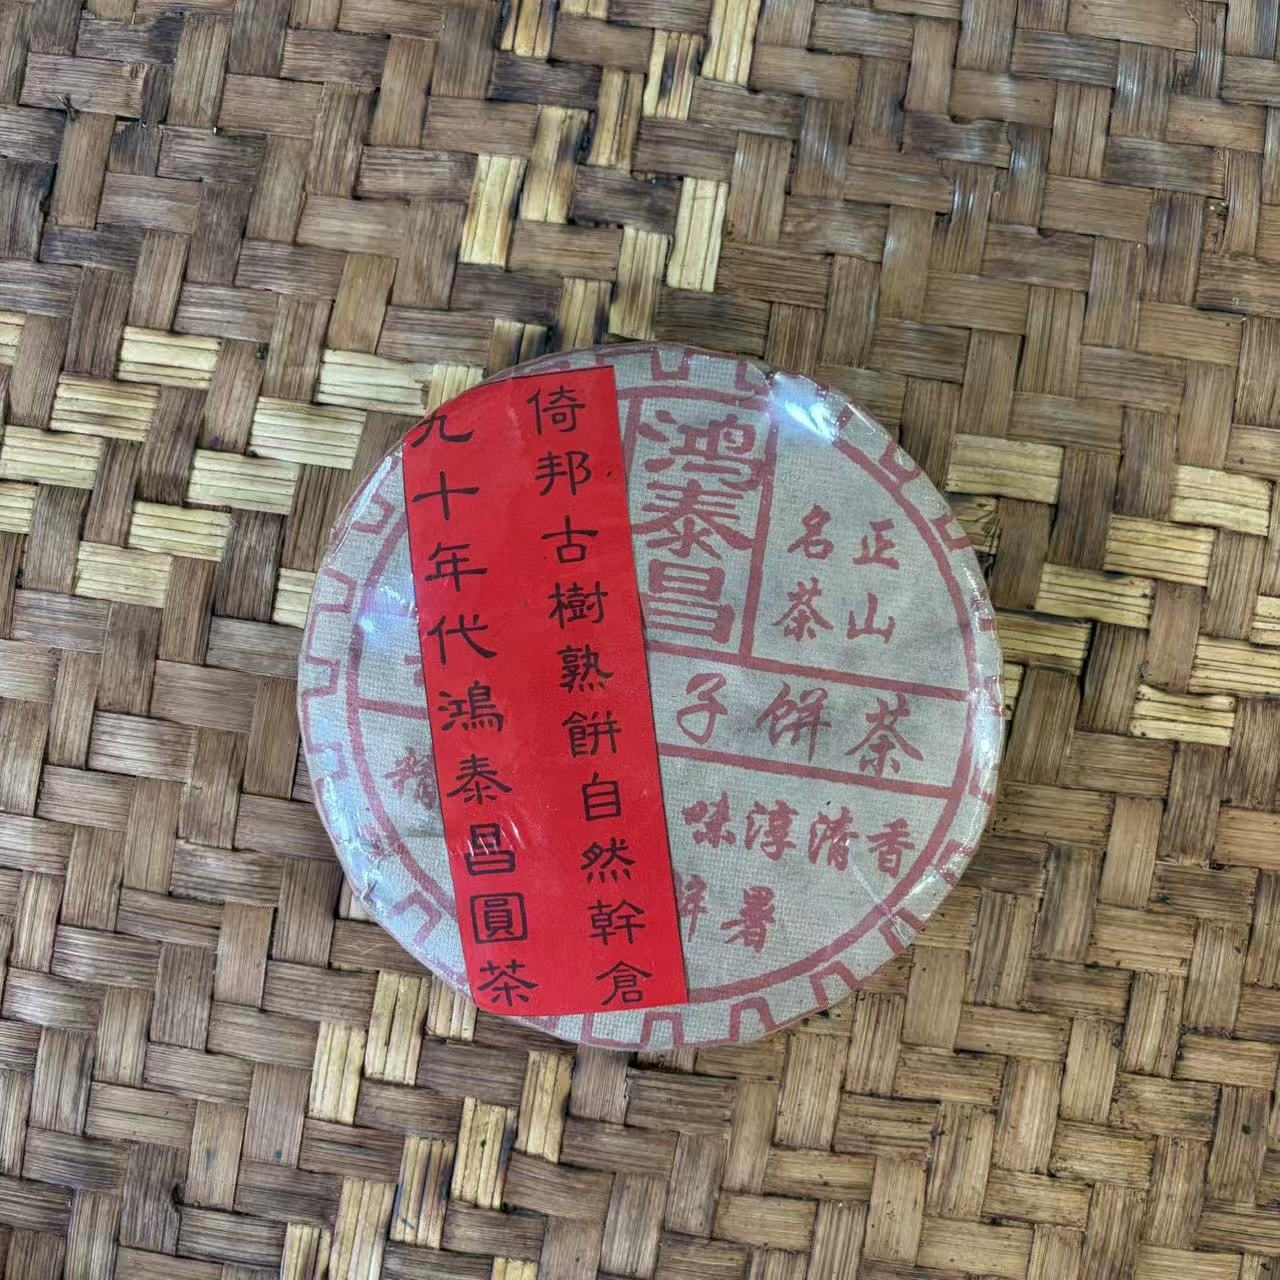 倚邦古樹熟餅自然幹倉
九十年代鴻泰昌圓茶
鴻泰昌
正山
名茶
子餅茶
味淳清香
解暑